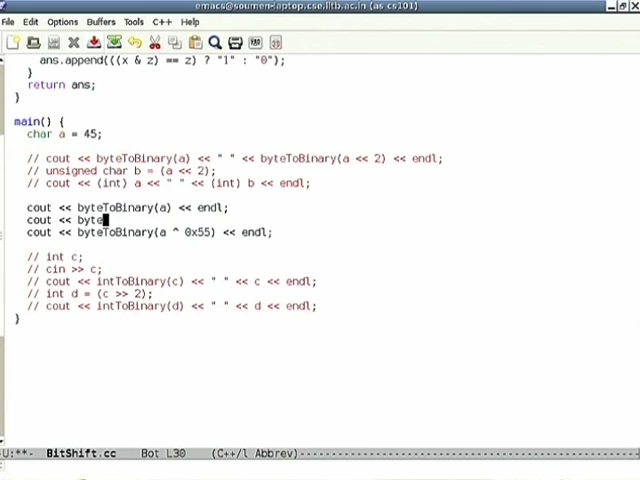 emacs@soumen-laptop.cse.iitb.ac.in (as cs101)
File Edit Options Buffers Tools C++ Help
ans.append(((x & z) == z) ? "1" : "0");
}
return ans;
}
main() {
char a = 45;
// cout << byteToBinary(a) << " " << byteToBinary(a << 2) << endl;
// unsigned char b = (a << 2);
// cout << (int) a << " " << (int) b << endl;
cout << byteToBinary(a) << endl;
cout << byte
cout << byteToBinary(a ^ 0x55) << endl;
// int c;
// cin >> c;
// cout << intToBinary(c) << " " << c << endl;
// int d = (c >> 2);
// cout << intToBinary(d) << " " << d << endl;
}
-U:**- BitShift.cc Bot L30 (C++/l Abbrev)